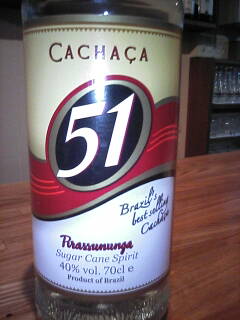 CACHAÇA
51
Brazil's
best selling
Cachaça
Pirassununga
Sugar Cane Spirit
40% vol. 70cl e
Product of Brazil